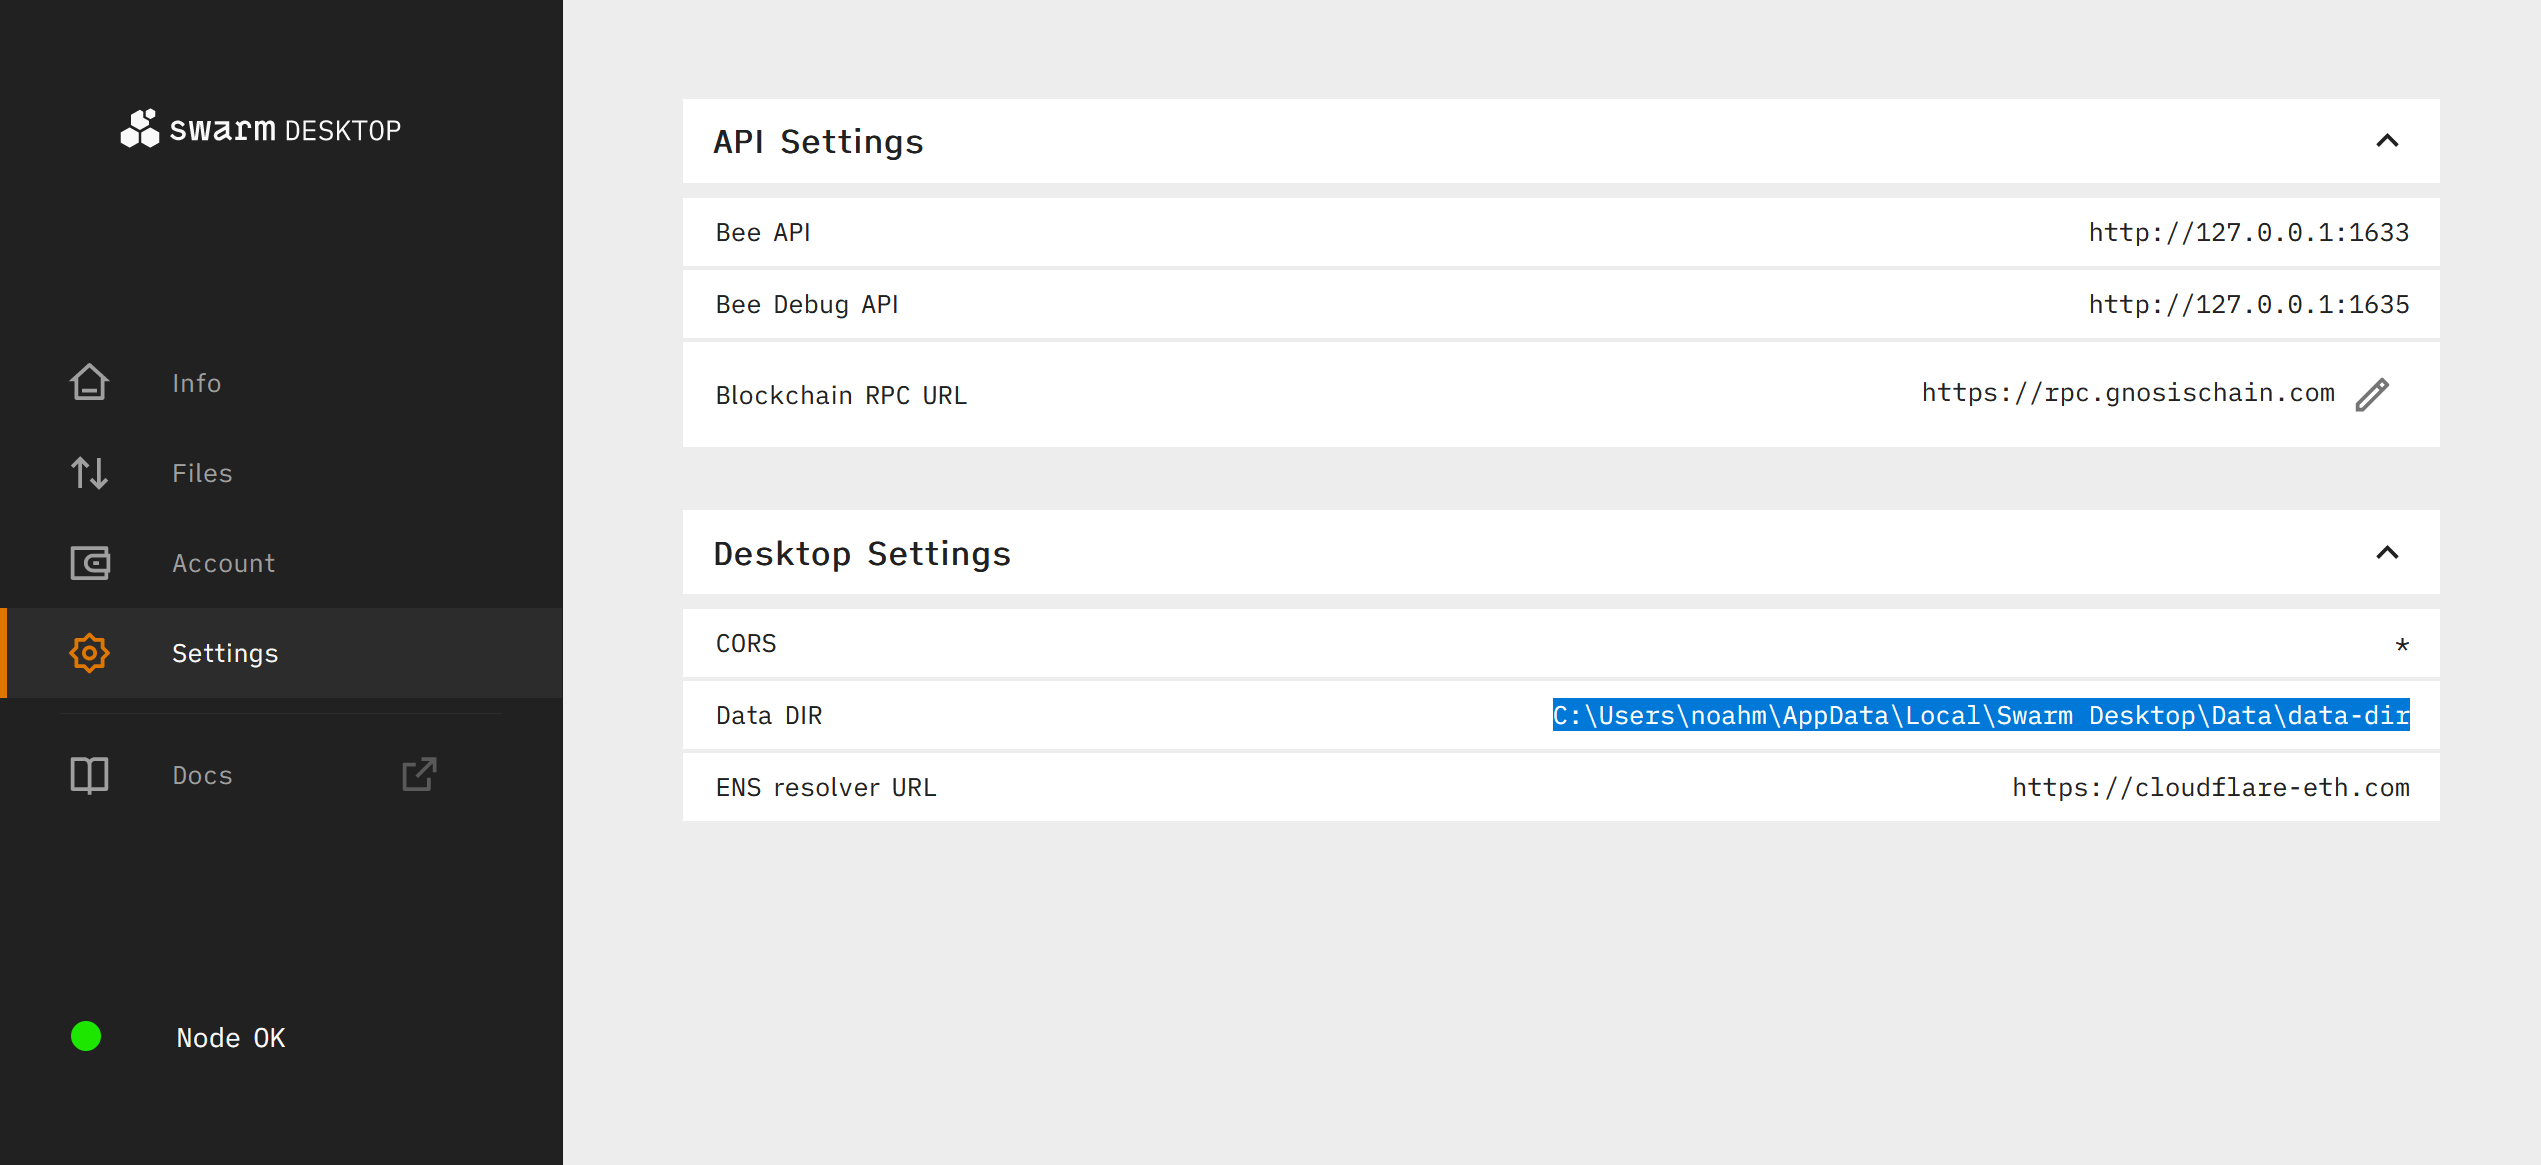 swarm DESKTOP
Info
Files
Account
Settings
Docs
Node OK
API Settings
Bee API http://127.0.0.1:1633
Bee Debug API http://127.0.0.1:1635
Blockchain RPC URL https://rpc.gnosischain.com
Desktop Settings
CORS *
Data DIR C:\Users\noahm\AppData\Local\Swarm Desktop\Data\data-dir
ENS resolver URL https://cloudflare-eth.com